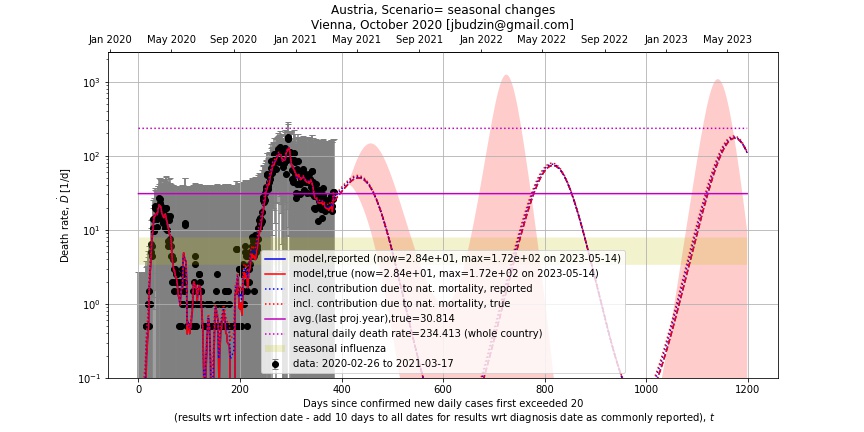 Austria, Scenario= seasonal changes
Vienna, October 2020 [jbudzin@gmail.com]
Jan 2020 May 2020 Sep 2020 Jan 2021 May 2021 Sep 2021 Jan 2022 May 2022 Sep 2022 Jan 2023 May 2023
10³
10²
10¹
10⁰
10⁻¹
Death rate, D [1/d]
model,reported (now=2.84e+01, max=1.72e+02 on 2023-05-14)
model,true (now=2.84e+01, max=1.72e+02 on 2023-05-14)
incl. contribution due to nat. mortality, reported
incl. contribution due to nat. mortality, true
avg.(last proj.year),true=30.814
natural daily death rate=234.413 (whole country)
seasonal influenza
data: 2020-02-26 to 2021-03-17
0 200 400 600 800 1000 1200
Days since confirmed new daily cases first exceeded 20
(results wrt infection date - add 10 days to all dates for results wrt diagnosis date as commonly reported), t